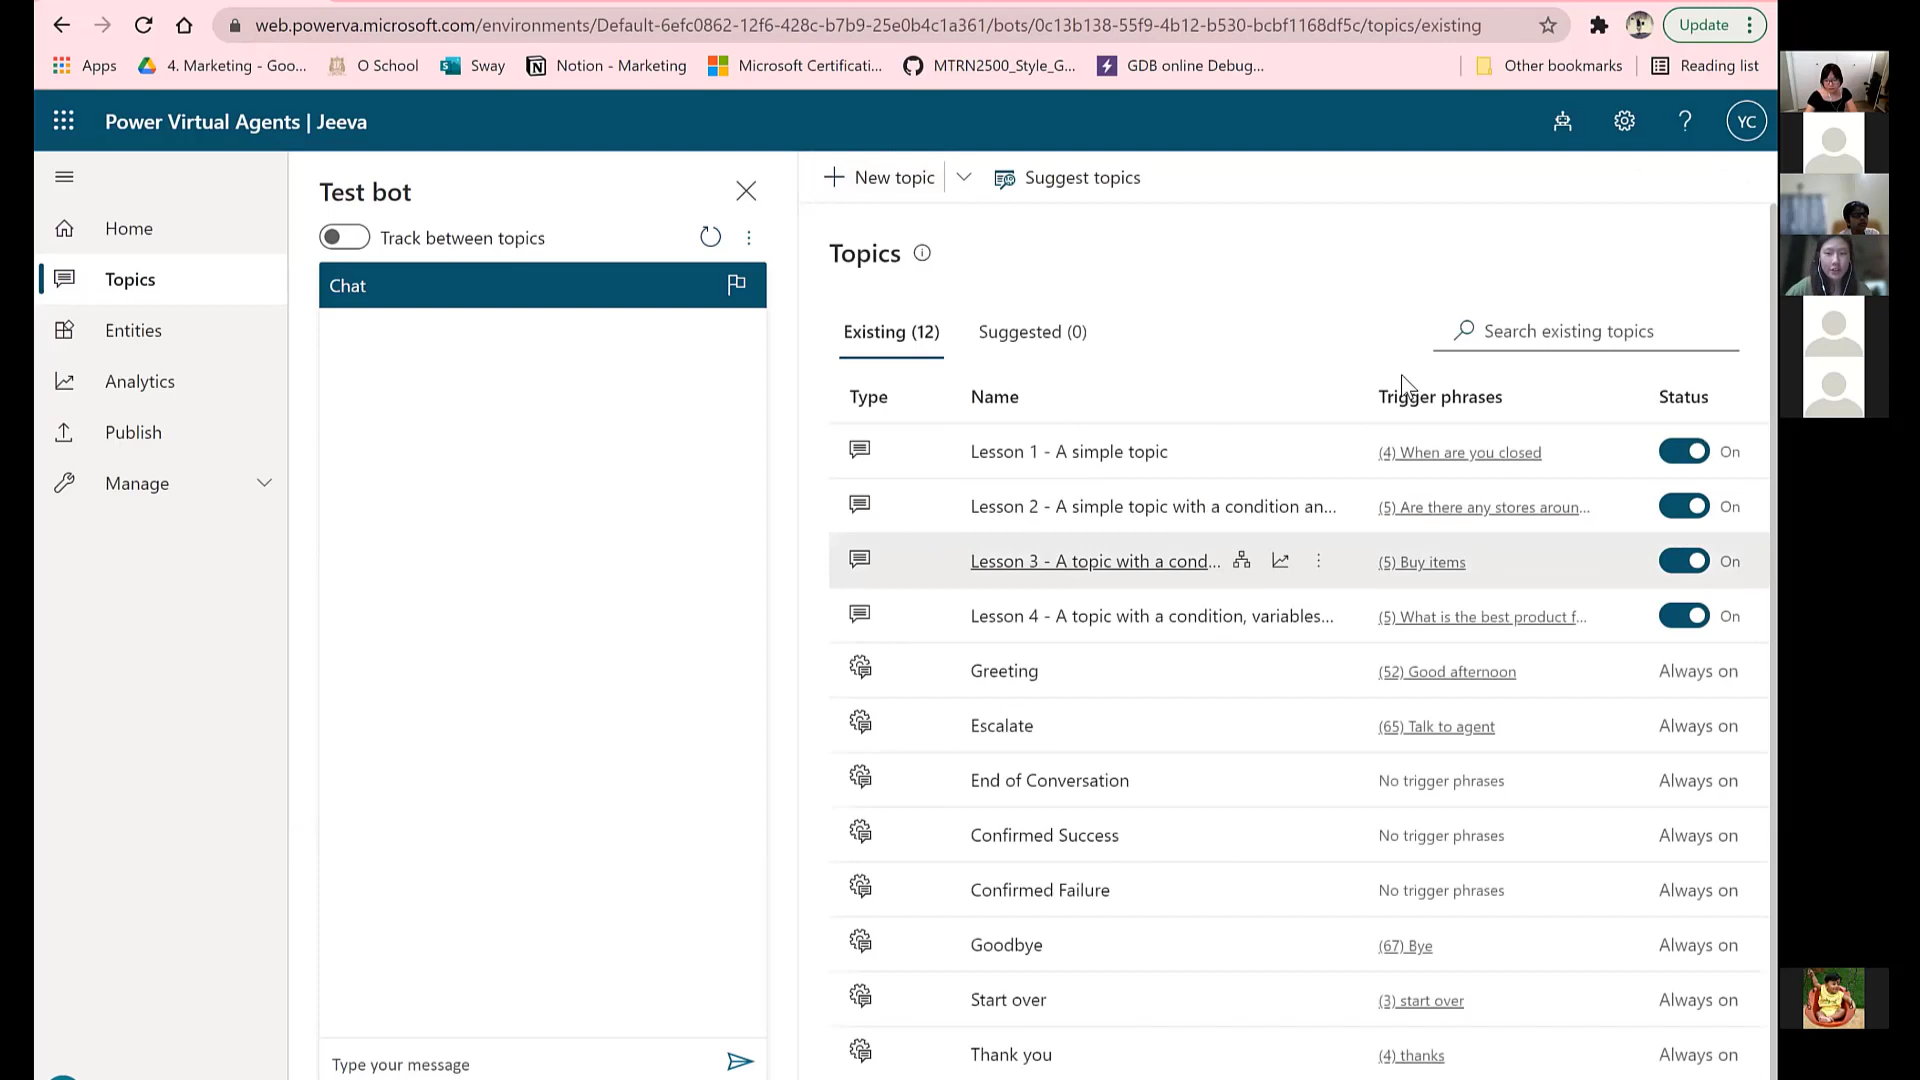 web.powerva.microsoft.com/environments/Default-6efc0862-12f6-428c-b7b9-25e0b4c1a361/bots/0c13b138-55f9-4b12-b530-bcbf1168df5c/topics/existing
Update
Apps
4. Marketing - Goo...
O School
Sway
Notion - Marketing
Microsoft Certificati...
MTRN2500_Style_G...
GDB online Debug...
Other bookmarks
Reading list
Power Virtual Agents | Jeeva
YC
Home
Topics
Entities
Analytics
Publish
Manage
Test bot
Track between topics
Chat
Type your message
New topic
Suggest topics
Topics
Existing (12)
Suggested (0)
Search existing topics
Type Name Trigger phrases Status
Lesson 1 - A simple topic (4) When are you closed On
Lesson 2 - A simple topic with a condition an... (5) Are there any stores aroun... On
Lesson 3 - A topic with a cond... (5) Buy items On
Lesson 4 - A topic with a condition, variables... (5) What is the best product f... On
Greeting (52) Good afternoon Always on
Escalate (65) Talk to agent Always on
End of Conversation No trigger phrases Always on
Confirmed Success No trigger phrases Always on
Confirmed Failure No trigger phrases Always on
Goodbye (67) Bye Always on
Start over (3) start over Always on
Thank you (4) thanks Always on